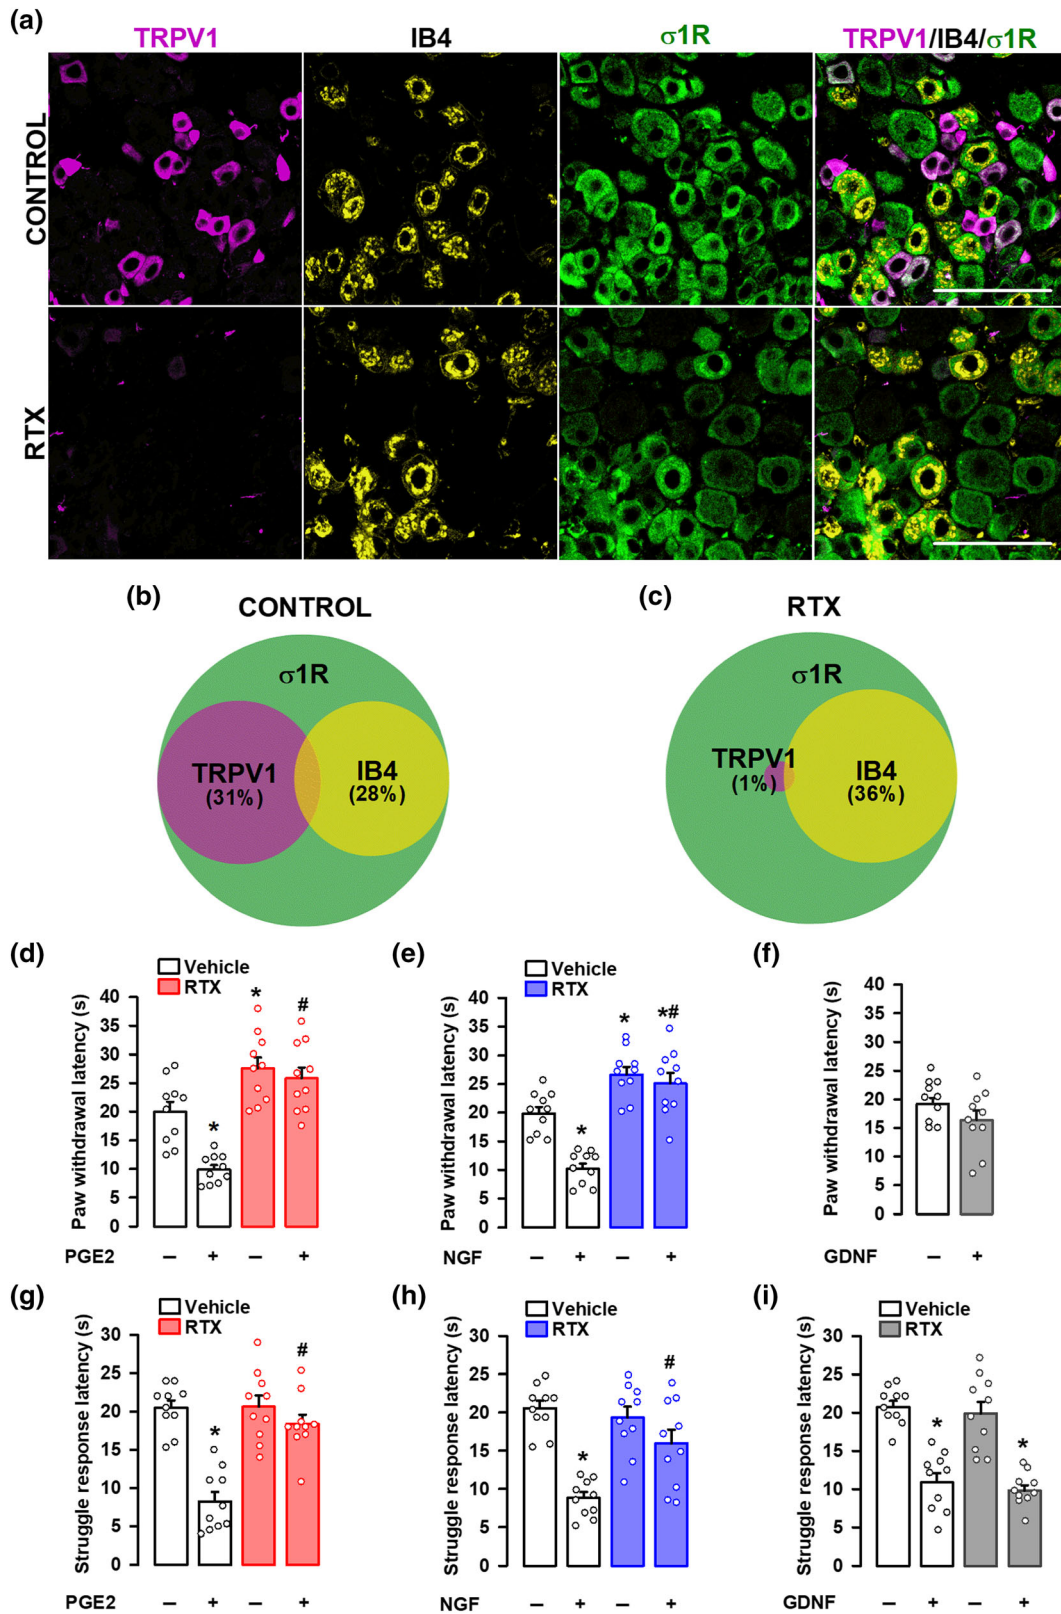 (a)
TRPV1 IB4 σ1R TRPV1/IB4/σ1R
CONTROL
RTX
(b) CONTROL
σ1R
TRPV1 IB4
(31%) (28%)
(c) RTX
σ1R
TRPV1 IB4
(1%) (36%)
(d)
Vehicle
RTX
Paw withdrawal latency (s)
40
35
30
25
20
15
10
5
0
* * #
PGE2 – + – +
(e)
Vehicle
RTX
Paw withdrawal latency (s)
40
35
30
25
20
15
10
5
0
* * *#
NGF – + – +
(f)
Paw withdrawal latency (s)
40
35
30
25
20
15
10
5
0
GDNF – +
(g)
Vehicle
RTX
Struggle response latency (s)
30
25
20
15
10
5
0
* #
PGE2 – + – +
(h)
Vehicle
RTX
Struggle response latency (s)
30
25
20
15
10
5
0
* #
NGF – + – +
(i)
Vehicle
RTX
Struggle response latency (s)
30
25
20
15
10
5
0
* *
GDNF – + – +